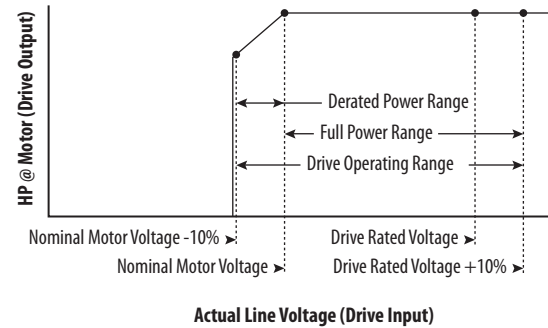 HP @ Motor (Drive Output)
Derated Power Range
Full Power Range
Drive Operating Range
Nominal Motor Voltage -10%
Drive Rated Voltage
Nominal Motor Voltage
Drive Rated Voltage +10%
Actual Line Voltage (Drive Input)